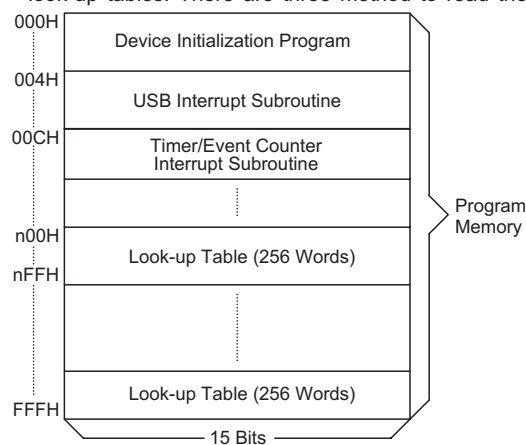 look-up tables. There are three method to read the
000H
Device Initialization Program
004H
USB Interrupt Subroutine
00CH
Timer/Event Counter
Interrupt Subroutine
Program
Memory
n00H
Look-up Table (256 Words)
nFFH
Look-up Table (256 Words)
FFFH
15 Bits